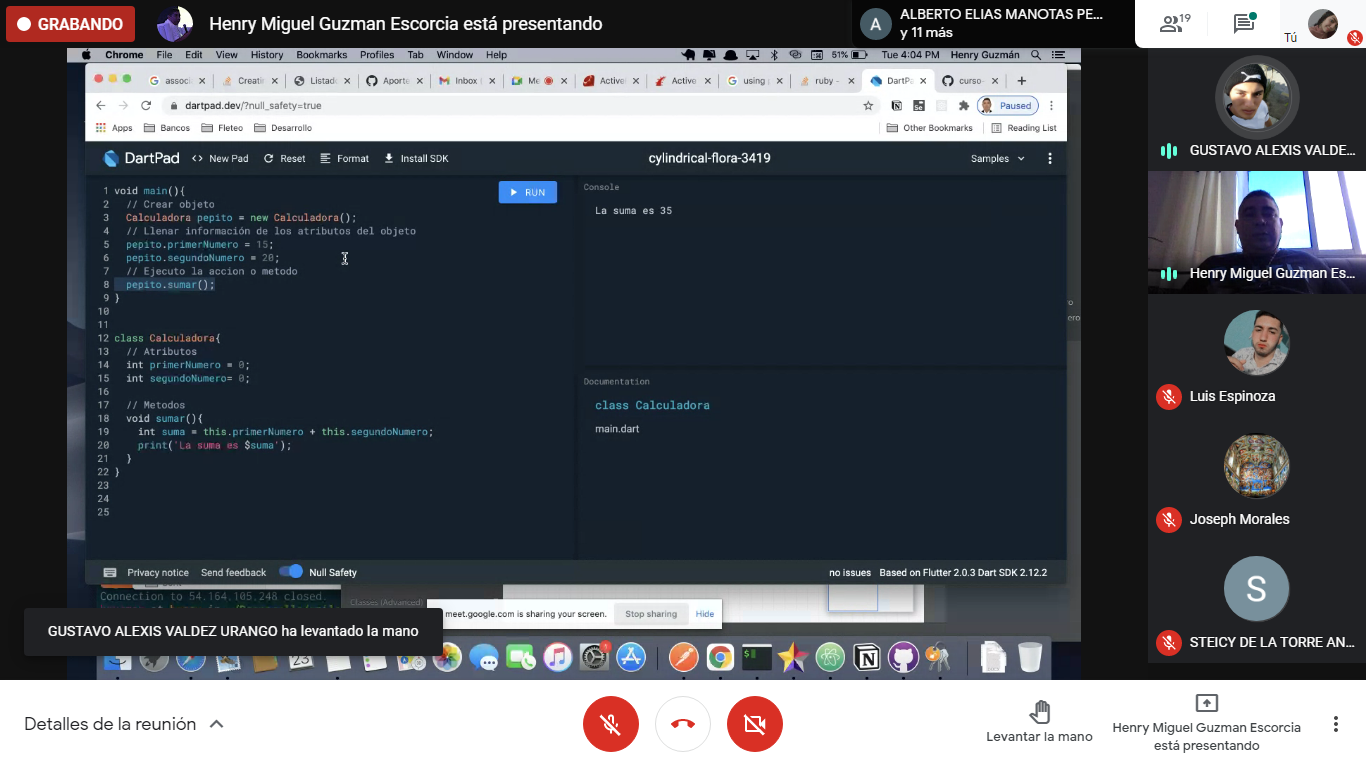 GRABANDO
Henry Miguel Guzman Escorcia está presentando
A
ALBERTO ELIAS MANOTAS PE...
y 11 más
19
Tú
Chrome File Edit View History Bookmarks Profiles Tab Window Help
51% Tue 4:04 PM Henry Guzmán
associ Creatin Listado Aporte Inbox Me Active Active using ruby - DartPa curso-
dartpad.dev/?null_safety=true
Paused
Apps Bancos Fleteo Desarrollo Other Bookmarks Reading List
DartPad <> New Pad Reset Format Install SDK cylindrical-flora-3419 Samples
RUN
1 void main(){
2 // Crear objeto
3 Calculadora pepito = new Calculadora();
4 // Llenar información de los atributos del objeto
5 pepito.primerNumero = 15;
6 pepito.segundoNumero = 20;
7 // Ejecuto la accion o metodo
8 pepito.sumar();
9 }
10
11
12 class Calculadora{
13 // Atributos
14 int primerNumero = 0;
15 int segundoNumero= 0;
16
17 // Metodos
18 void sumar(){
19 int suma = this.primerNumero + this.segundoNumero;
20 print('La suma es $suma');
21 }
22 }
23
24
25
Console
La suma es 35
Documentation
class Calculadora
main.dart
Privacy notice Send feedback Null Safety no issues Based on Flutter 2.0.3 Dart SDK 2.12.2
Connection to 54.164.105.248 closed.
Classes (Advanced)
meet.google.com is sharing your screen. Stop sharing Hide
GUSTAVO ALEXIS VALDEZ URANGO ha levantado la mano
23
1
GUSTAVO ALEXIS VALDE...
Henry Miguel Guzman Es...
Luis Espinoza
Joseph Morales
S
STEICY DE LA TORRE AN...
Detalles de la reunión
Levantar la mano
Henry Miguel Guzman Escorcia
está presentando